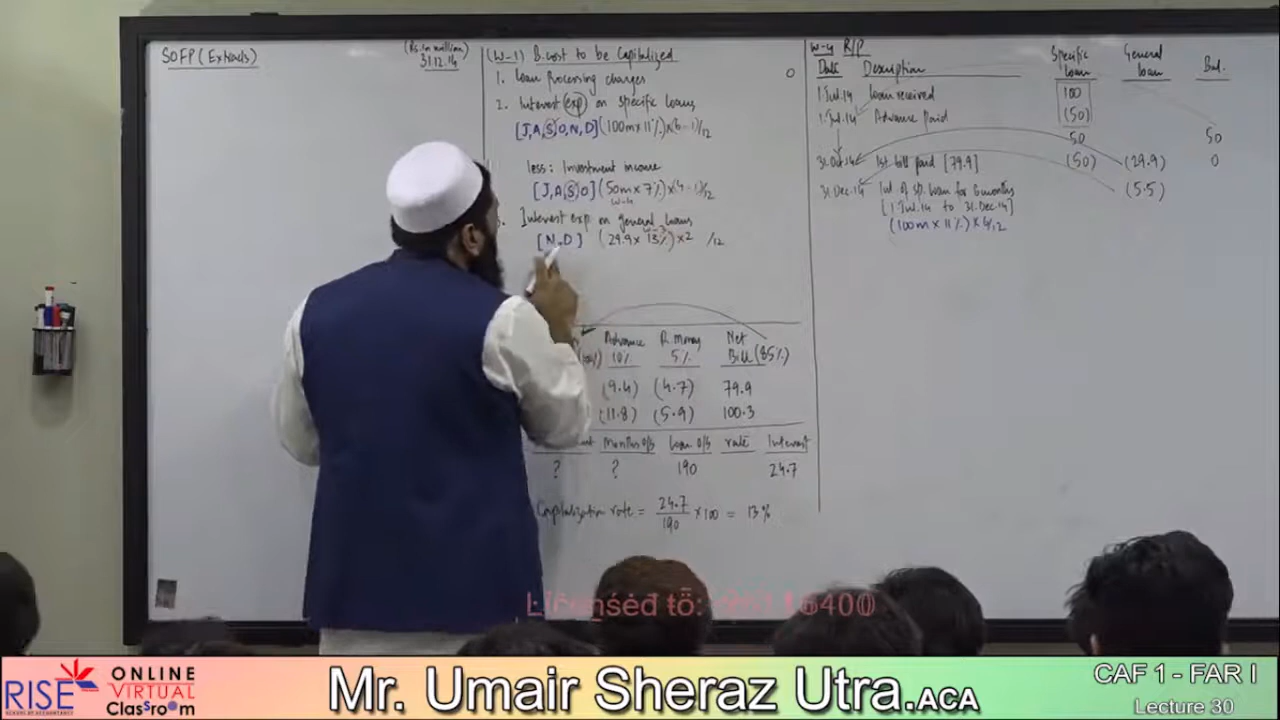 SOFP (Extracts)
(Rs. in million)
31.12.14
(W-1) B. cost to be Capitalized
1. Loan processing charges 0
2. Interest (exp) on specific loans
[J,A,S,O,N,D] (100m x 11%) x (6-1)/12
less: Investment income
[J,A,S,O] (50m x 7%) x (4-1)/12
W-4
Interest exp on general loans
[N,D] (29.9 x 13%) x 2 /12
Advance R. Money Net
10% 5% Bill (85%)
(9.4) (4.7) 79.9
(11.8) (5.9) 100.3
Months o/s Loan o/s rate Interest
? ? 190 24.7
Capitalization rate = 24.7/190 x 100 = 13%
W-4 R/P
Date Description Specific loan General loan Bal.
1.Jul.14 Loan received 100
1.Jul.14 Advance paid (50)
50 50
31.Oct.14 1st bill paid [79.9] (50) (29.9) 0
31.Dec.14 Int. of sp. loan for 6 months (5.5)
[1.Jul.14 to 31.Dec.14]
(100m x 11%) x 6/12
Licensed to:
RISE
ONLINE
VIRTUAL
Classroom
Mr. Umair Sheraz Utra.ACA
CAF 1 - FAR I
Lecture 30